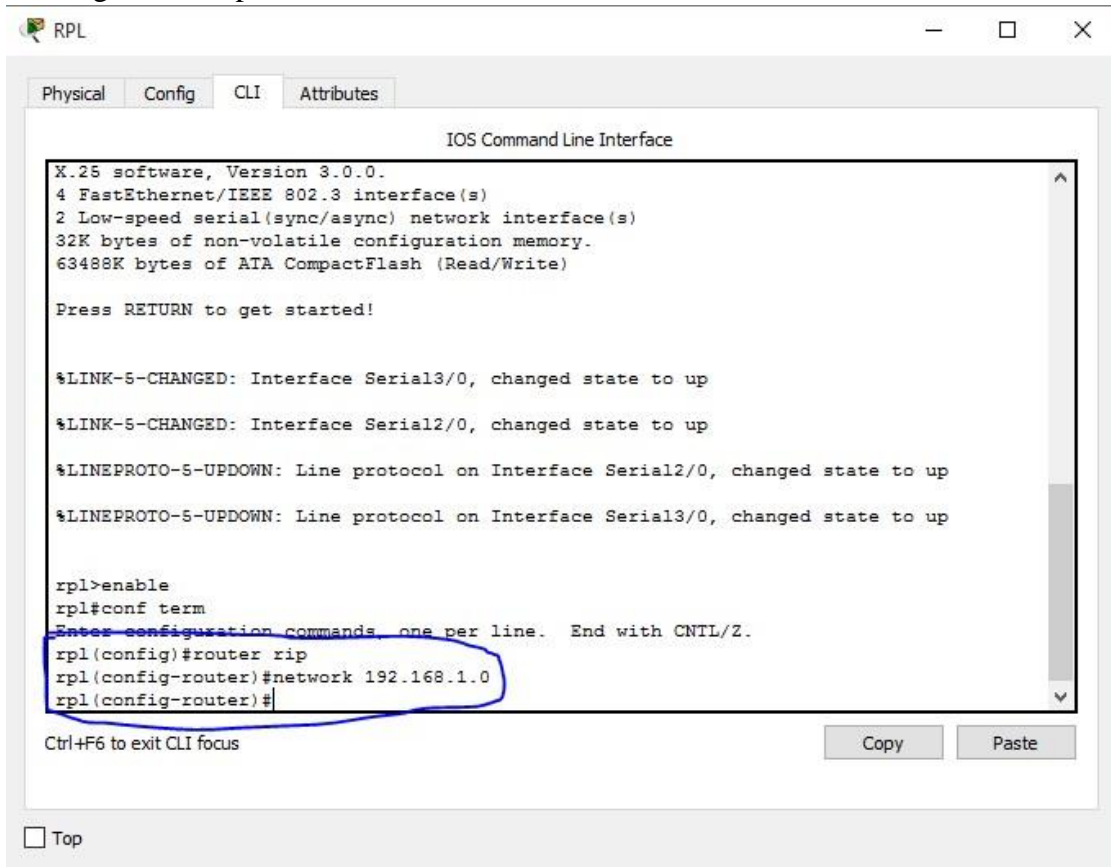 RPL
Physical Config CLI Attributes
IOS Command Line Interface
X.25 software, Version 3.0.0.
4 FastEthernet/IEEE 802.3 interface(s)
2 Low-speed serial(sync/async) network interface(s)
32K bytes of non-volatile configuration memory.
63488K bytes of ATA CompactFlash (Read/Write)
Press RETURN to get started!
%LINK-5-CHANGED: Interface Serial3/0, changed state to up
%LINK-5-CHANGED: Interface Serial2/0, changed state to up
%LINEPROTO-5-UPDOWN: Line protocol on Interface Serial2/0, changed state to up
%LINEPROTO-5-UPDOWN: Line protocol on Interface Serial3/0, changed state to up
rpl>enable
rpl#conf term
Enter configuration commands, one per line. End with CNTL/Z.
rpl(config)#router rip
rpl(config-router)#network 192.168.1.0
rpl(config-router)#
Ctrl+F6 to exit CLI focus
Copy Paste
Top